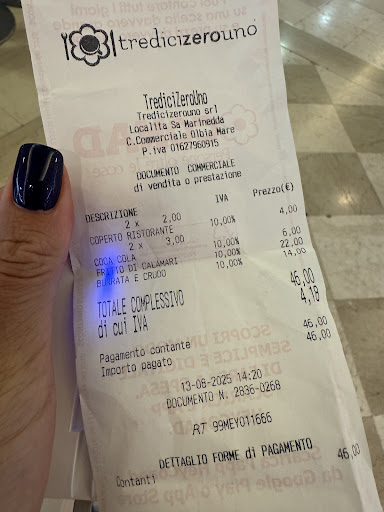 tredicizerouno
TrediciZeroUno
Tredicizerouno srl
Localita Sa Marinedda
C.Commerciale Olbia Mare
P.iva 01627960915
DOCUMENTO COMMERCIALE
di vendita o prestazione
DESCRIZIONE IVA Prezzo(€)
2 x 2,00
COPERTO RISTORANTE 10,00% 4,00
2 x 3,00
COCA COLA 10,00% 6,00
FRITTO DI CALAMARI 10,00% 22,00
BURRATA E CRUDO 10,00% 14,00
TOTALE COMPLESSIVO 46,00
di cui IVA 4,18
Pagamento contante 46,00
Importo pagato 46,00
13-08-2025 14:20
DOCUMENTO N. 2836-0268
RT 99MEY011666
DETTAGLIO FORME di PAGAMENTO
Contanti 46,00